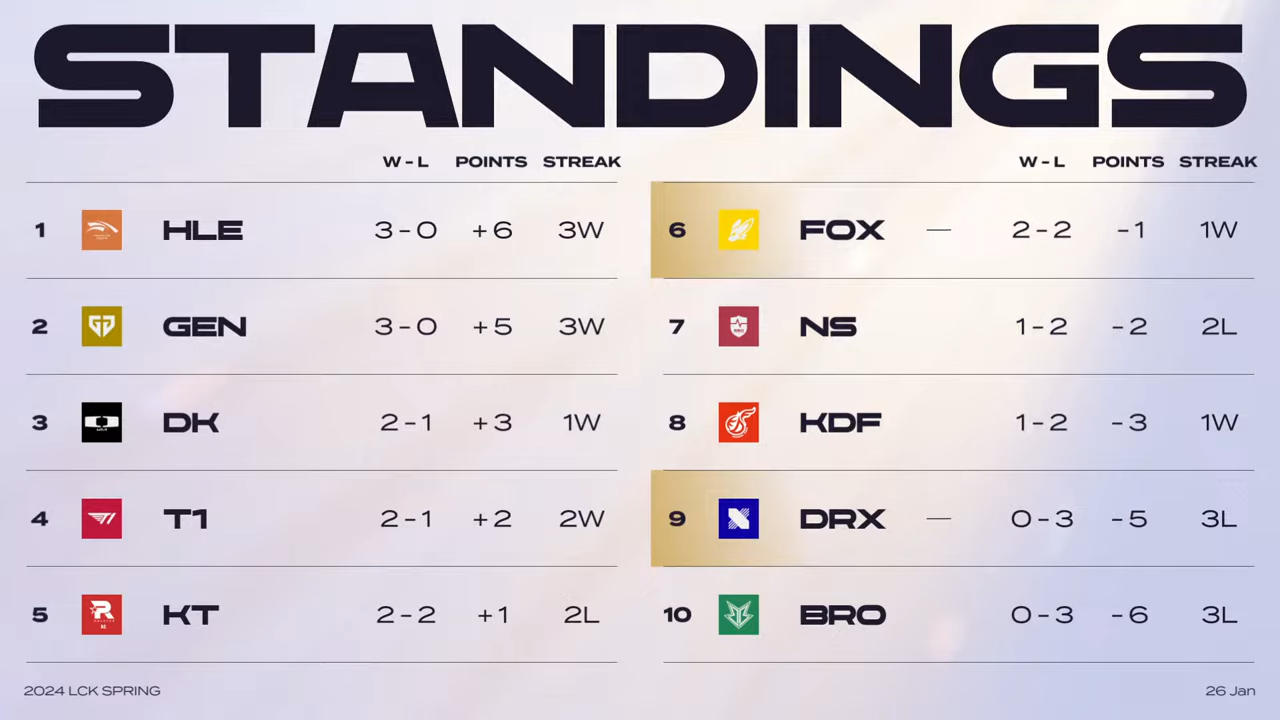 STANDINGS
W - L POINTS STREAK
1 HLE 3 - 0 +6 3W
2 GEN 3 - 0 +5 3W
3 DK 2 - 1 +3 1W
4 T1 2 - 1 +2 2W
5 KT 2 - 2 +1 2L
W - L POINTS STREAK
6 FOX — 2 - 2 -1 1W
7 NS 1 - 2 -2 2L
8 KDF 1 - 2 -3 1W
9 DRX — 0 - 3 -5 3L
10 BRO 0 - 3 -6 3L
2024 LCK SPRING
26 Jan